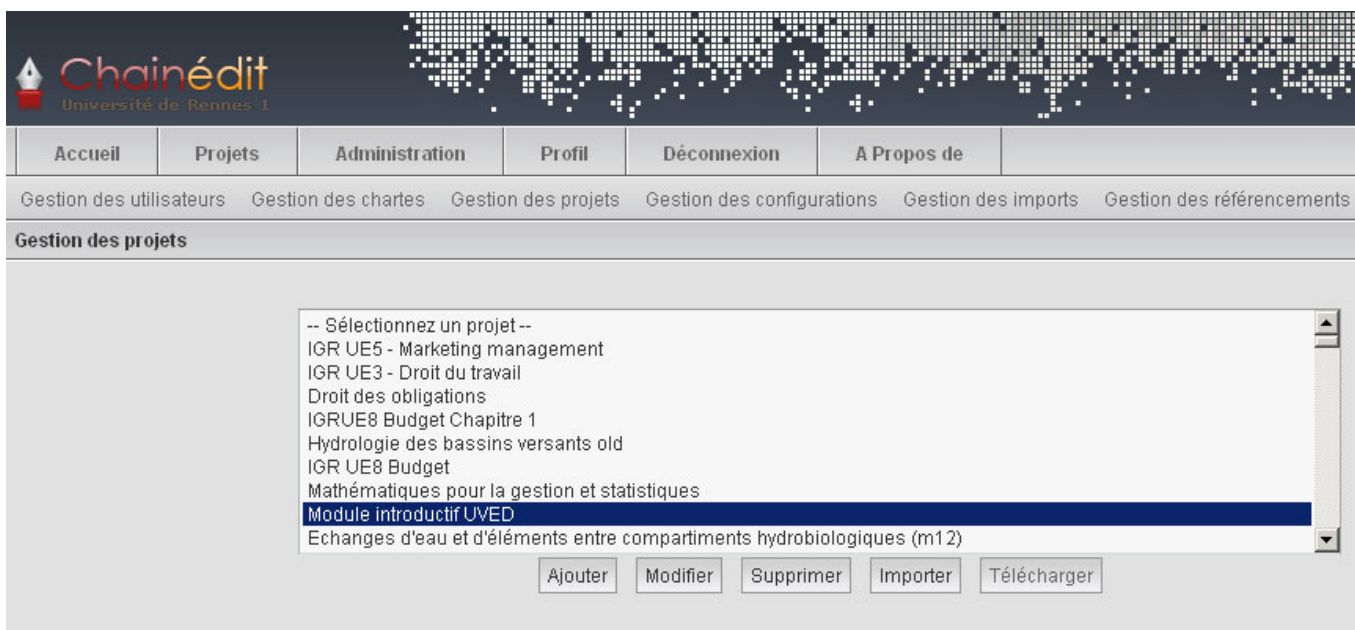 Chainédit
Université de Rennes 1
Accueil Projets Administration Profil Déconnexion A Propos de
Gestion des utilisateurs Gestion des chartes Gestion des projets Gestion des configurations Gestion des imports Gestion des référencements
Gestion des projets
-- Sélectionnez un projet --
IGR UE5 - Marketing management
IGR UE3 - Droit du travail
Droit des obligations
IGRUE8 Budget Chapitre 1
Hydrologie des bassins versants old
IGR UE8 Budget
Mathématiques pour la gestion et statistiques
Module introductif UVED
Echanges d'eau et d'éléments entre compartiments hydrobiologiques (m12)
Ajouter Modifier Supprimer Importer Télécharger